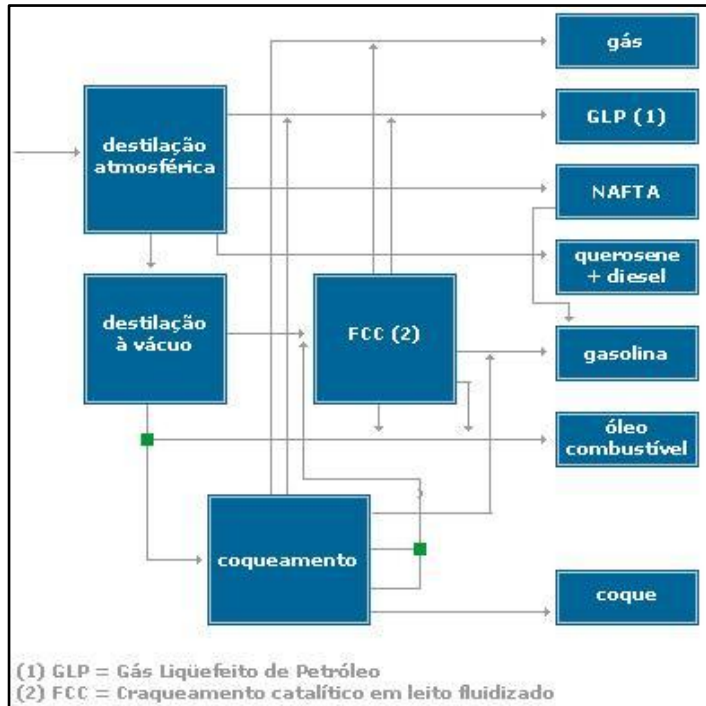 gás
destilação
atmosférica
GLP (1)
NAFTA
querosene
+ diesel
destilação
à vácuo
FCC (2)
gasolina
óleo
combustível
coqueamento
coque
(1) GLP = Gás Liqüefeito de Petróleo
(2) FCC = Craqueamento catalítico em leito fluidizado